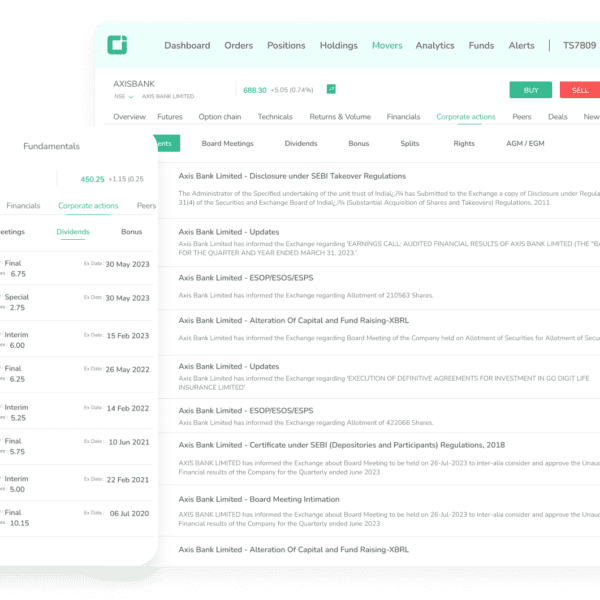 Dashboard Orders Positions Holdings Movers Analytics Funds Alerts TS7809
AXISBANK
NSE AXIS BANK LIMITED
688.30 +5.05 (0.74%)
BUY SELL
Overview Futures Option chain Technicals Returns & Volume Financials Corporate actions Peers Deals New
ents Board Meetings Dividends Bonus Splits Rights AGM / EGM
Axis Bank Limited - Disclosure under SEBI Takeover Regulations
The Administrator of the Specified undertaking of the unit trust of Indiaï¿¼ has Submitted to the Exchange a copy of Disclosure under Regula
31(4) of the Securities and Exchange Board of Indiaï¿¼ (Substantial Acquisition of Shares and Takeovers) Regulations, 2011.
Axis Bank Limited - Updates
Axis Bank Limited has informed the Exchange regarding 'EARNINGS CALL: AUDITED FINANCIAL RESULTS OF AXIS BANK LIMITED (THE "B
FOR THE QUARTER AND YEAR ENDED MARCH 31, 2023.'.
Axis Bank Limited - ESOP/ESOS/ESPS
Axis Bank Limited has informed the Exchange regarding Allotment of 210563 Shares.
Axis Bank Limited - Alteration Of Capital and Fund Raising-XBRL
Axis Bank Limited has informed the Exchange regarding Board Meeting of the Company held on Allotment of Securities for Allotment of Secu
Axis Bank Limited - Updates
Axis Bank Limited has informed the Exchange regarding 'EXECUTION OF DEFINITIVE AGREEMENTS FOR INVESTMENT IN GO DIGIT LIFE
INSURANCE LIMITED'.
Axis Bank Limited - ESOP/ESOS/ESPS
Axis Bank Limited has informed the Exchange regarding Allotment of 422066 Shares.
Axis Bank Limited - Certificate under SEBI (Depositories and Participants) Regulations, 2018
AXIS BANK LIMITED has informed the Exchange about Board Meeting to be held on 26-Jul-2023 to inter-alia consider and approve the Unau
Financial results of the Company for the Quarterly ended June 2023 .
Axis Bank Limited - Board Meeting Intimation
AXIS BANK LIMITED has informed the Exchange about Board Meeting to be held on 26-Jul-2023 to inter-alia consider and approve the Unau
Financial results of the Company for the Quarterly ended June 2023 .
Axis Bank Limited - Alteration Of Capital and Fund Raising-XBRL
Fundamentals
450.25 +1.15 (0.25
Financials Corporate actions Peers
eetings Dividends Bonus
Final Ex Date : 30 May 2023
6.75
Special Ex Date : 30 May 2023
2.75
Interim Ex Date : 15 Feb 2023
6.00
Final Ex Date : 26 May 2022
6.25
Interim Ex Date : 14 Feb 2022
5.25
Final Ex Date : 10 Jun 2021
5.75
Interim Ex Date : 22 Feb 2021
5.00
Final Ex Date : 06 Jul 2020
10.15